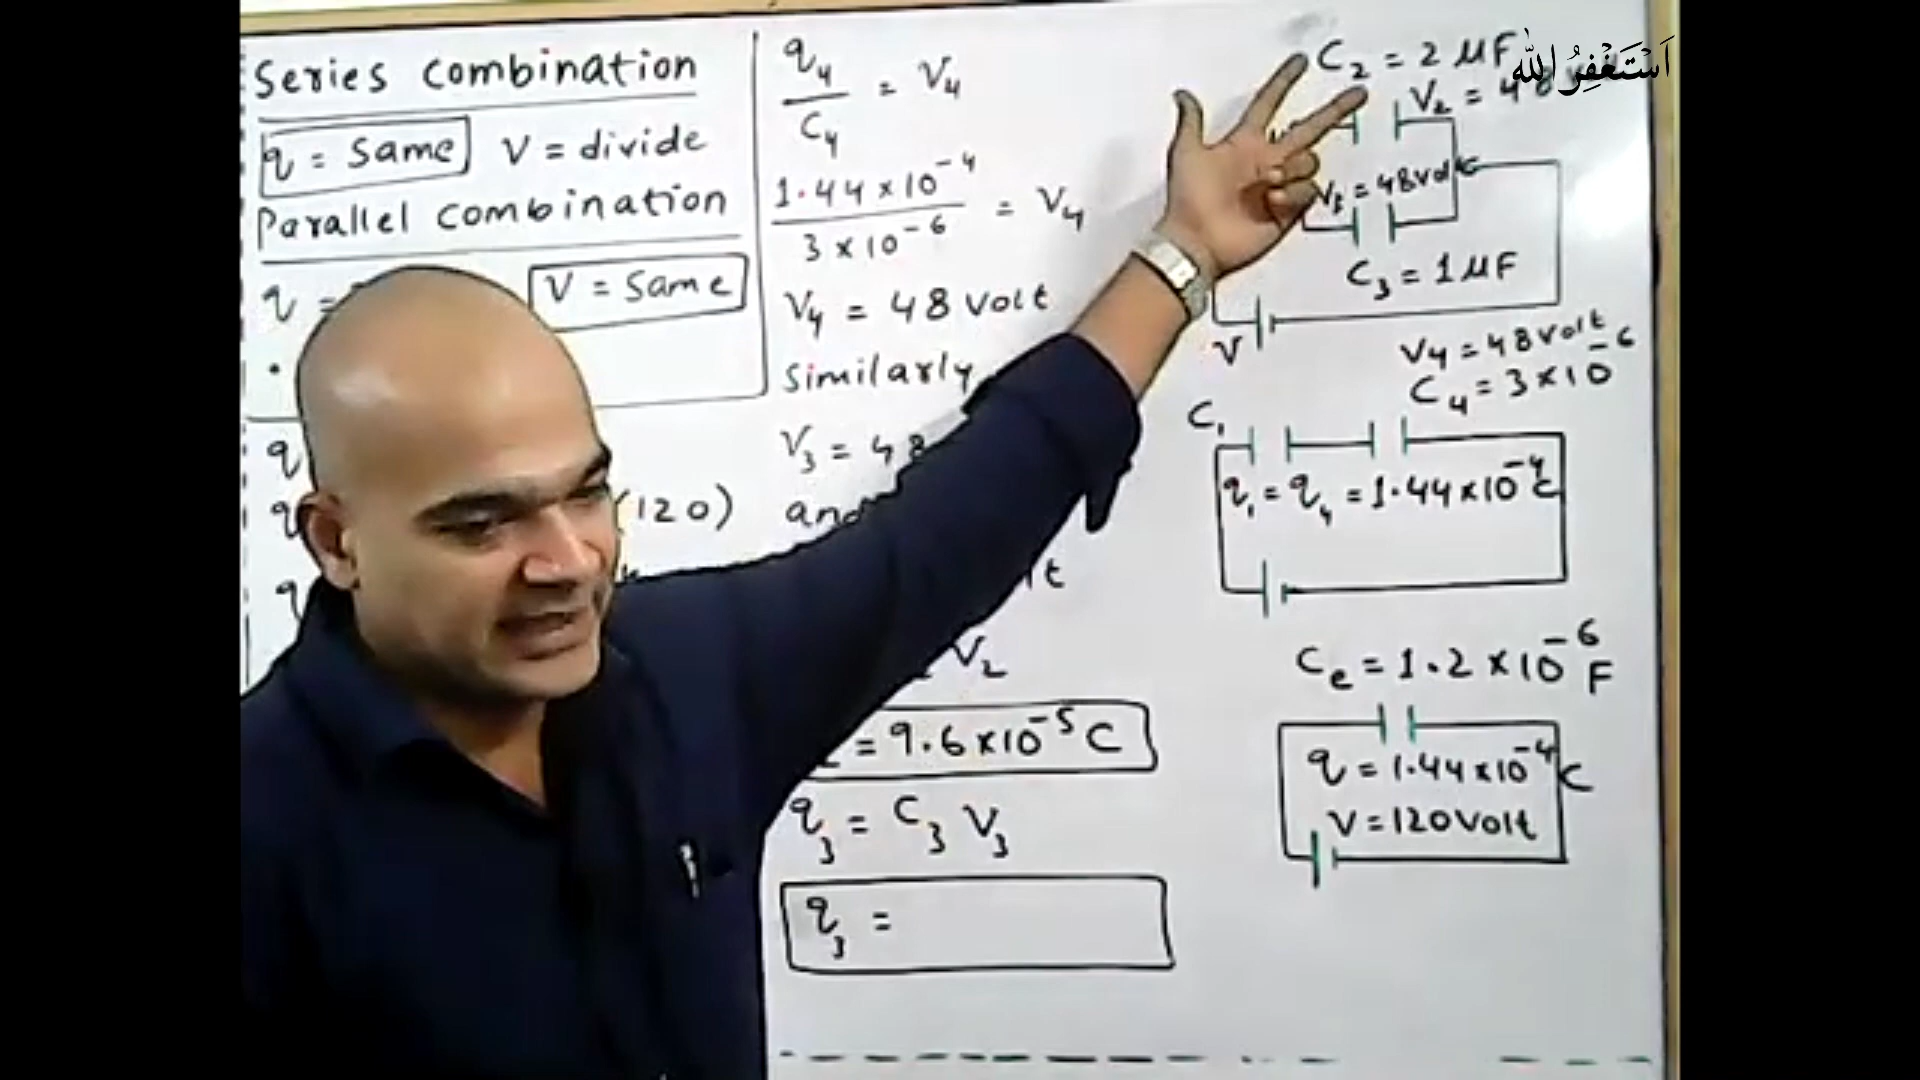 Series combination
q = same V = divide
Parallel combination
q =
V = same
q
q (120)
q
q₄ / C₄ = V₄
1.44 × 10⁻⁴ / 3 × 10⁻⁶ = V₄
V₄ = 48 volt
similarly
V₃ = 48
and
V₂
= 9.6 × 10⁻⁵ C
q₃ = C₃ V₃
q₃ =
C₂ = 2 μF
أَسْتَغْفِرُ اللّٰه
V₂ = 48
V₃ = 48 volt
C₃ = 1 μF
V
V₄ = 48 volt
C₄ = 3 × 10⁻⁶
C₁
q₁ = q₄ = 1.44 × 10⁻⁴ C
Cₑ = 1.2 × 10⁻⁶ F
q = 1.44 × 10⁻⁴ C
V = 120 volt